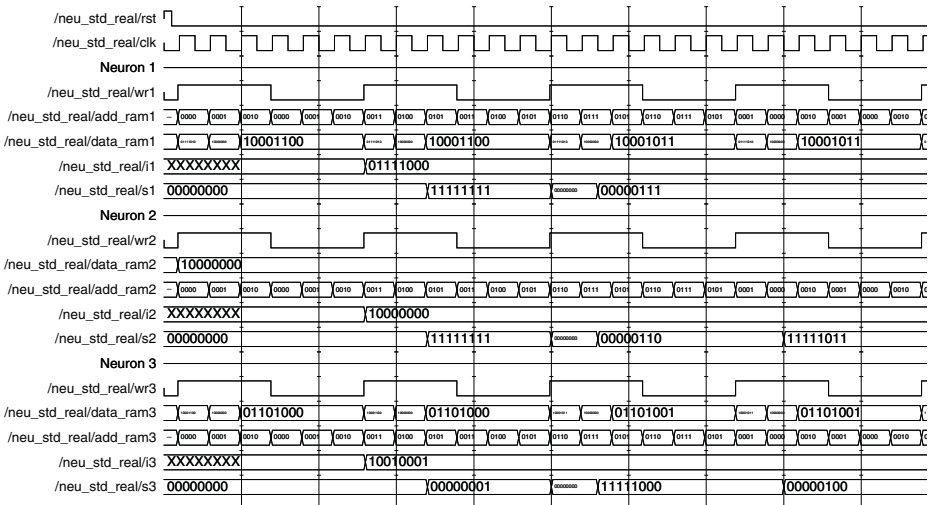 /neu_std_real/rst
/neu_std_real/clk
Neuron 1
/neu_std_real/wr1
/neu_std_real/add_ram1 0000 0001 0010 0000 0001 0010 0011 0100 0101 0011 0100 0101 0110 0111 0101 0110 0111 0101 0001 0000 0010 0001 0000 0010
/neu_std_real/data_ram1 10001100 10001100 10001011 10001011
/neu_std_real/i1 XXXXXXXX 01111000
/neu_std_real/s1 00000000 11111111 00000000 00000111
Neuron 2
/neu_std_real/wr2
/neu_std_real/data_ram2 10000000
/neu_std_real/add_ram2 0000 0001 0010 0000 0001 0010 0011 0100 0101 0011 0100 0101 0110 0111 0101 0110 0111 0101 0001 0000 0010 0001 0000 0010
/neu_std_real/i2 XXXXXXXX 10000000
/neu_std_real/s2 00000000 11111111 00000000 00000110 11111011
Neuron 3
/neu_std_real/wr3
/neu_std_real/data_ram3 01101000 01101000 01101001 01101001
/neu_std_real/add_ram3 0000 0001 0010 0000 0001 0010 0011 0100 0101 0011 0100 0101 0110 0111 0101 0110 0111 0101 0001 0000 0010 0001 0000 0010
/neu_std_real/i3 XXXXXXXX 10010001
/neu_std_real/s3 00000000 00000001 00000000 11111000 00000100